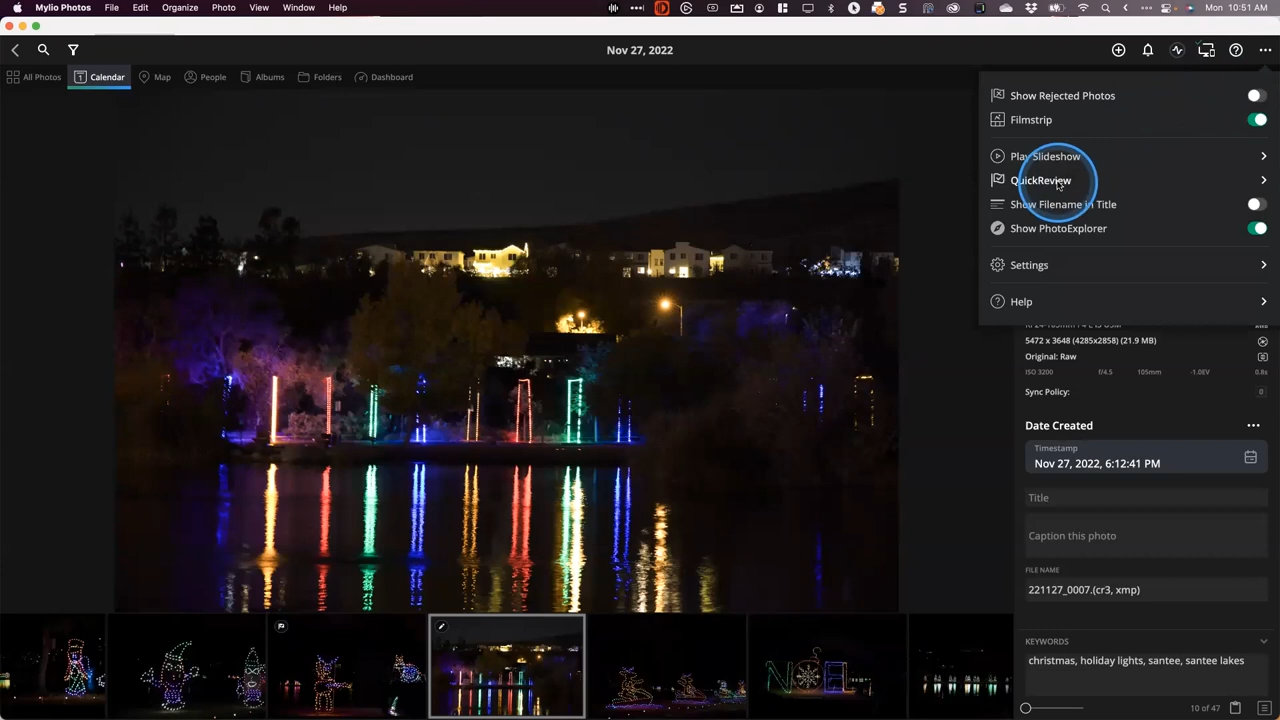 Mylio Photos File Edit Organize Photo View Window Help Mon 10:51 AM
Nov 27, 2022
All Photos Calendar Map People Albums Folders Dashboard
Show Rejected Photos
Filmstrip
Play Slideshow
QuickReview
Show Filename in Title
Show PhotoExplorer
Settings
Help
5472 x 3648 (4285x2858) (21.9 MB)
Original: Raw
ISO 3200 f/4.5 105mm -1.0EV 0.8s
Sync Policy: 0
Date Created
Timestamp
Nov 27, 2022, 6:12:41 PM
Title
Caption this photo
FILE NAME
221127_0007.(cr3, xmp)
KEYWORDS
christmas, holiday lights, santee, santee lakes
NOEL
10 of 47